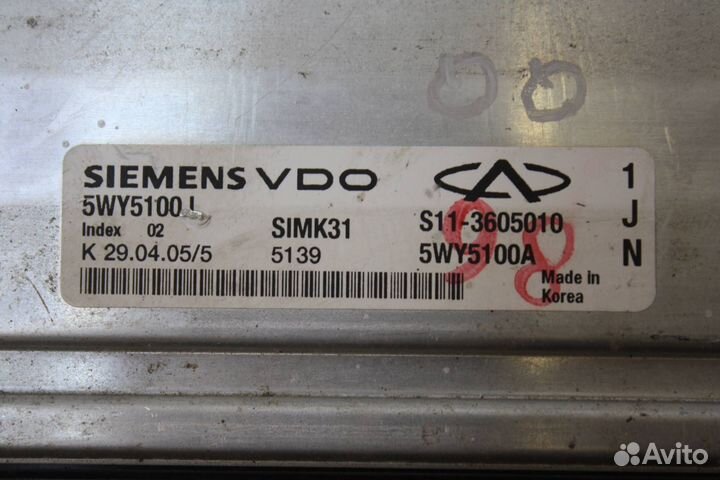 SIEMENS VDO
5WY5100
Index 02
K 29.04.05/5
SIMK31
5139
S11-3605010
5WY5100A
Made in
Korea
1
J
N
98
Avito